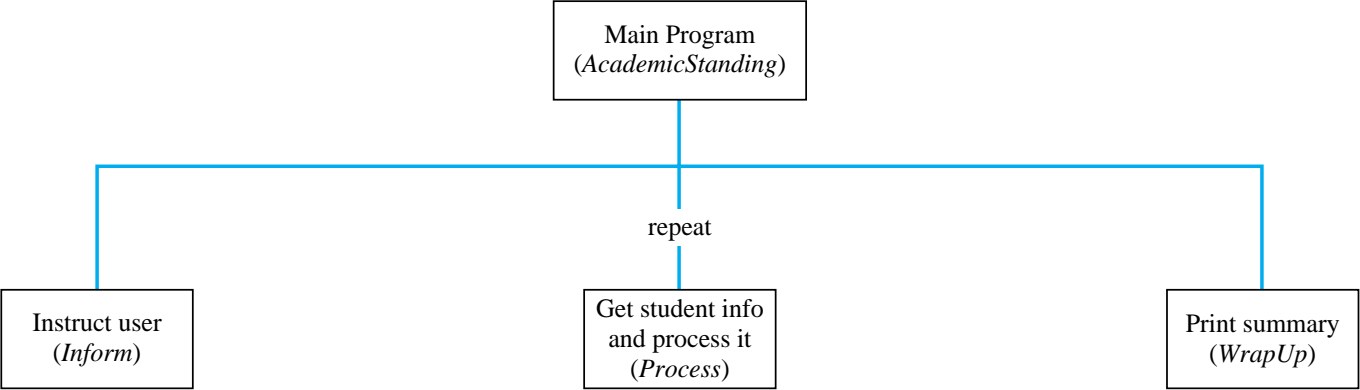 Main Program
(AcademicStanding)
repeat
Instruct user
(Inform)
Get student info
and process it
(Process)
Print summary
(WrapUp)